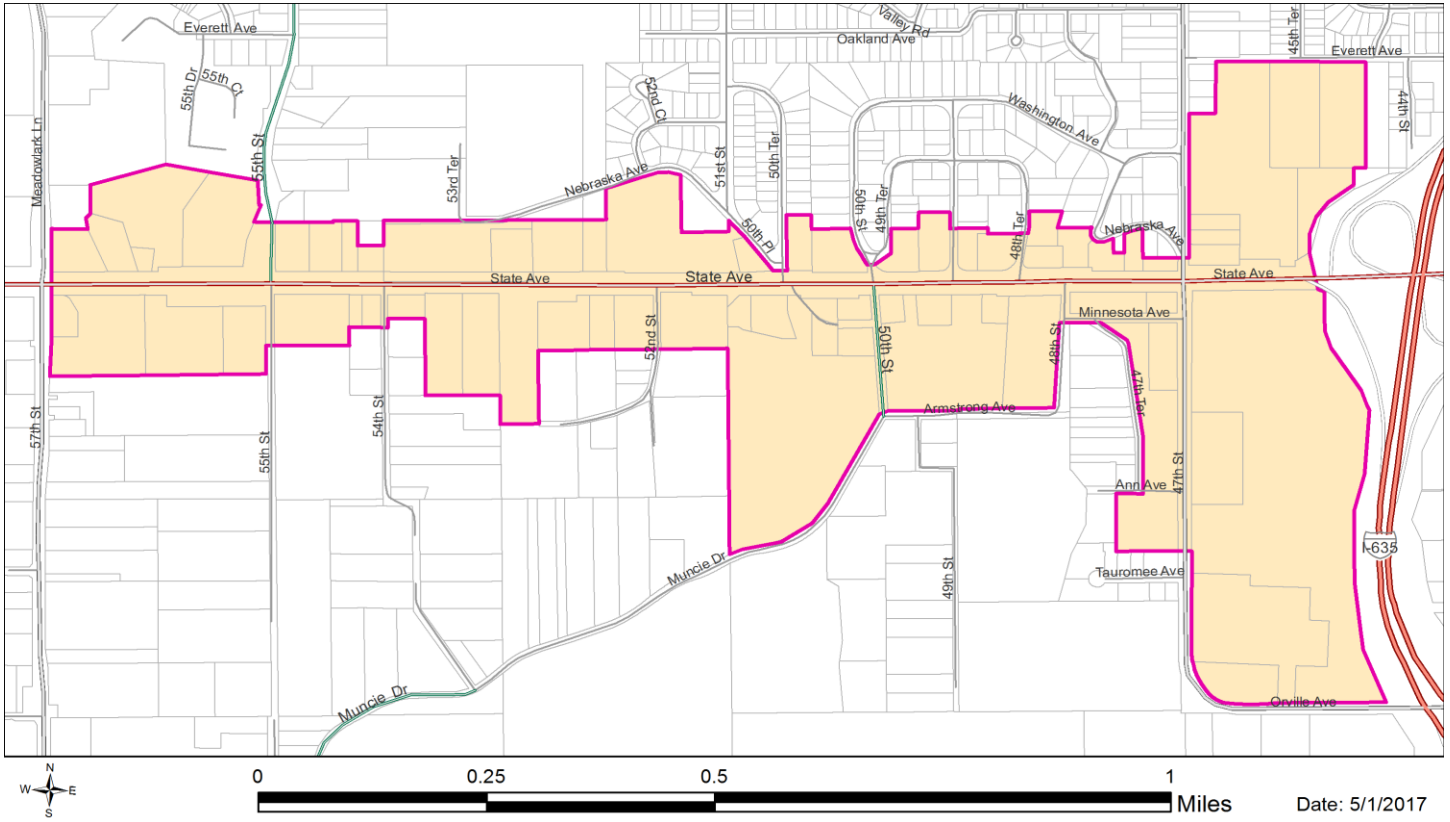 Valley Rd
Everett Ave
Oakland Ave
45th Ter
Everett Ave
55th Dr
55th Ct
52nd Ct
44th St
Washington Ave
Meadowlark Ln
55th St
51st St
50th Ter
53rd Ter
Nebraska Ave
50th St
49th Ter
48th Ter
50th Pl
Nebraska Ave
State Ave
State Ave
State Ave
Minnesota Ave
52nd St
50th St
48th St
47th Ter
57th St
54th St
Armstrong Ave
55th St
47th St
Ann Ave
I-635
Muncie Dr
49th St
Tauromee Ave
Muncie Dr
Orville Ave
N
W E
S
0 0.25 0.5 1
Miles
Date: 5/1/2017